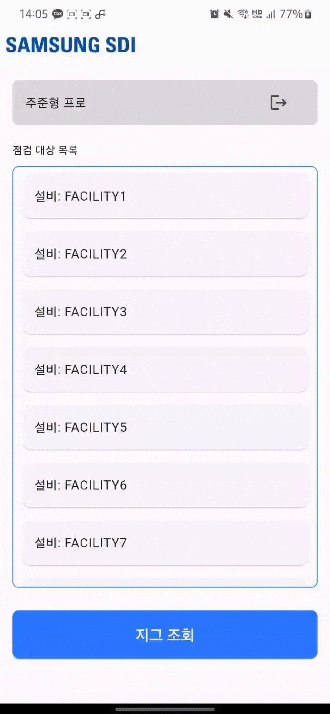 14:05
77%
SAMSUNG SDI
주준형 프로
점검 대상 목록
설비: FACILITY1
설비: FACILITY2
설비: FACILITY3
설비: FACILITY4
설비: FACILITY5
설비: FACILITY6
설비: FACILITY7
지그 조회